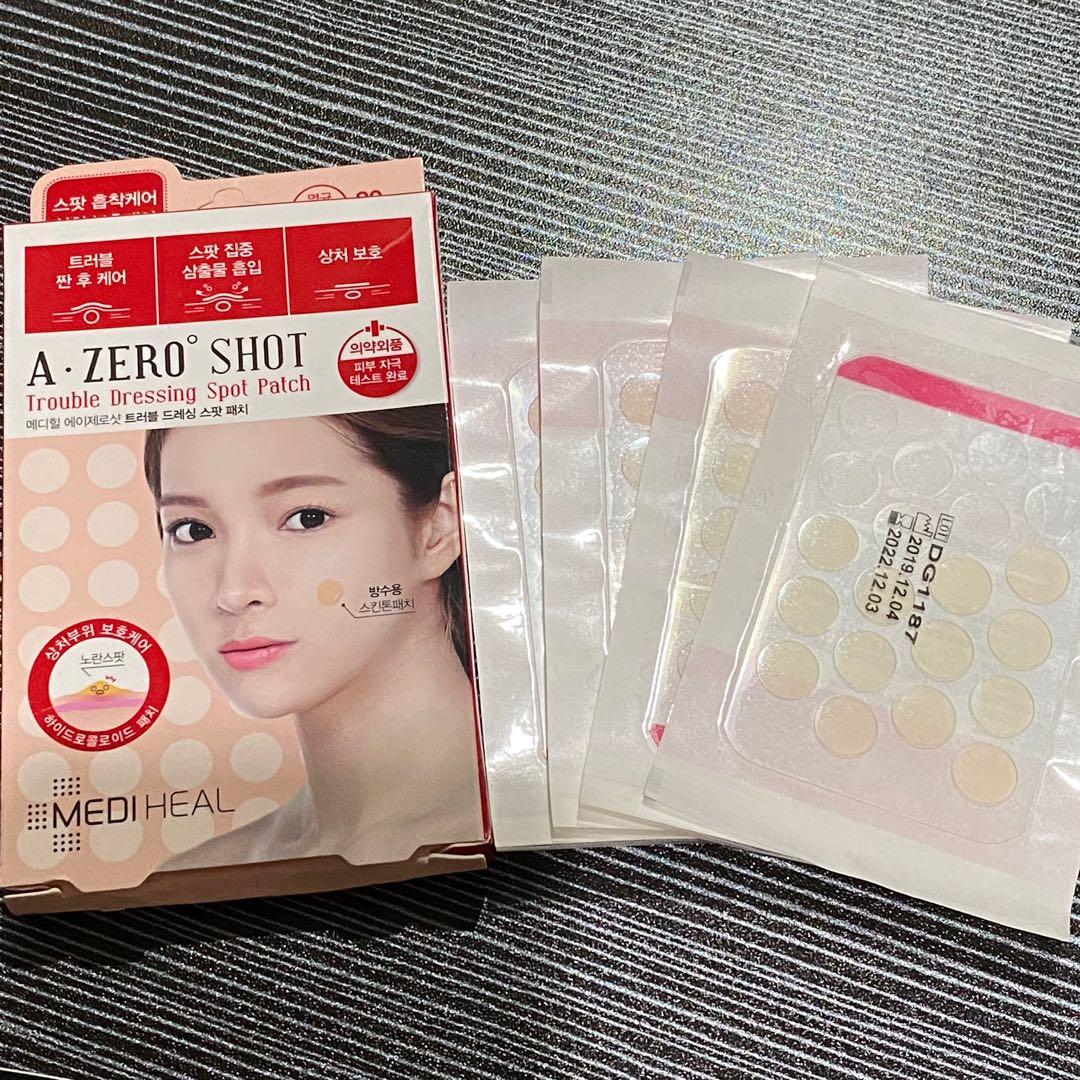 스팟 흡착케어
멸균
트러블
짠 후 케어
스팟 집중
삼출물 흡입
상처 보호
A·ZERO° SHOT
Trouble Dressing Spot Patch
메디힐 에이제로샷 트러블 드레싱 스팟 패치
의약외품
피부 자극
테스트 완료
방수용
스킨톤패치
상처부위 보호케어
노란스팟
하이드로콜로이드 패치
MEDIHEAL
LOT DG1187
2019.12.04
2022.12.03